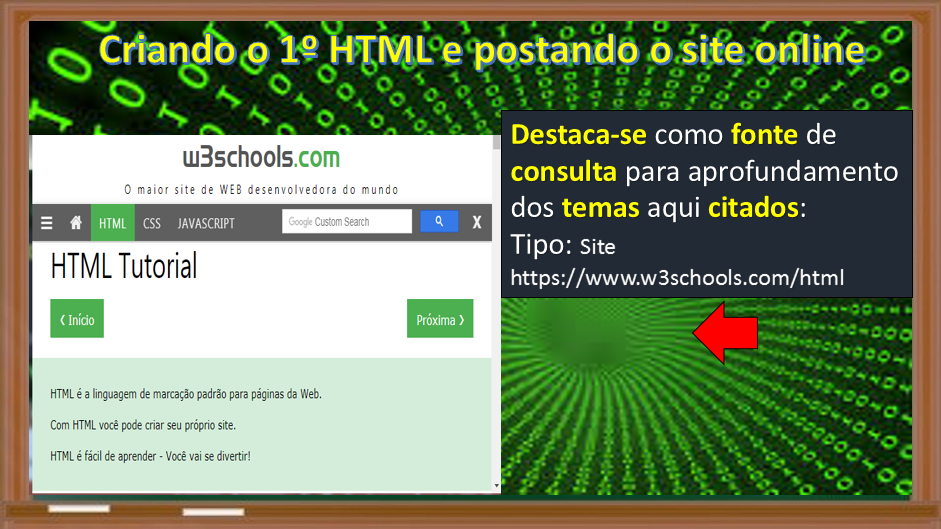 Criando o 1º HTML e postando o site online
w3schools.com
O maior site de WEB desenvolvedora do mundo
HTML CSS JAVASCRIPT Google Custom Search X
HTML Tutorial
❮ Início Próxima ❯
HTML é a linguagem de marcação padrão para páginas da Web.
Com HTML você pode criar seu próprio site.
HTML é fácil de aprender - Você vai se divertir!
Destaca-se como fonte de
consulta para aprofundamento
dos temas aqui citados:
Tipo: Site
https://www.w3schools.com/html